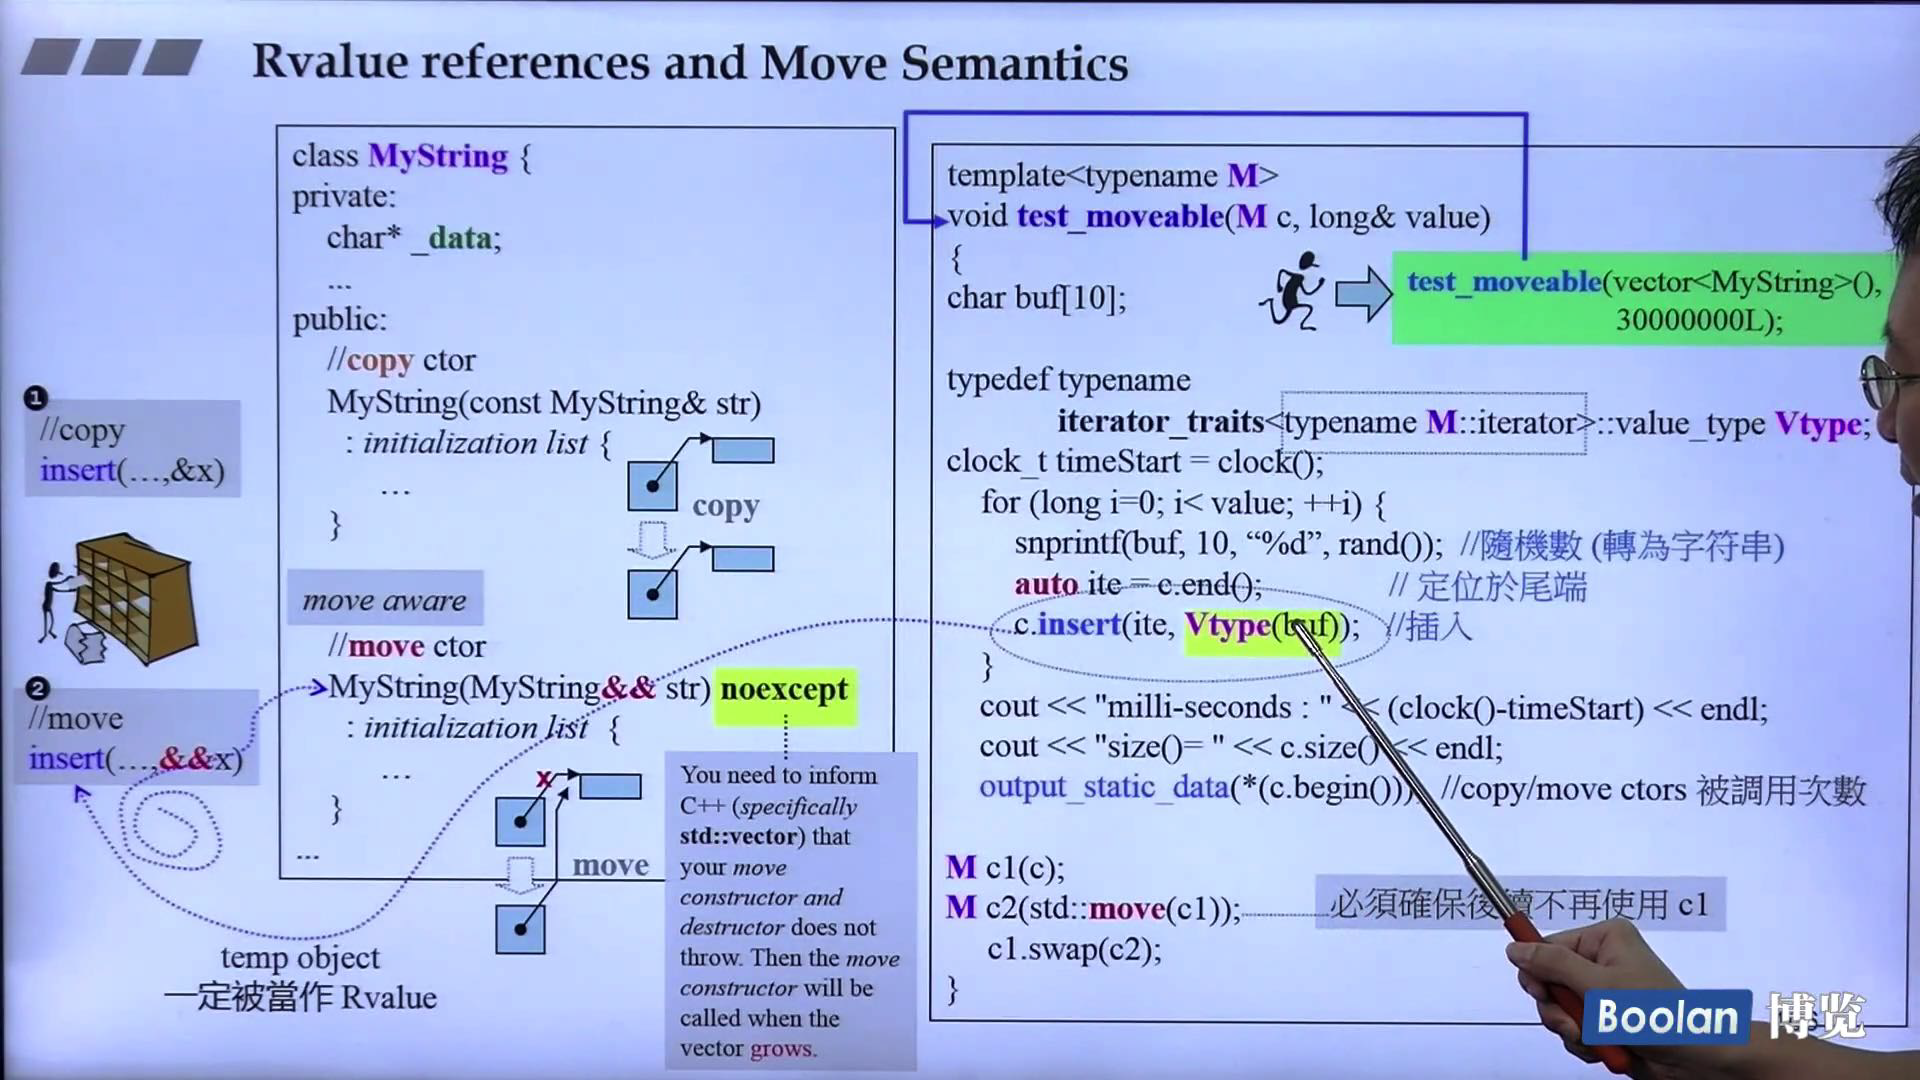 Rvalue references and Move Semantics
class MyString {
private:
char* _data;
...
public:
//copy ctor
MyString(const MyString& str)
: initialization list {
...
}
copy
move aware
//move ctor
MyString(MyString&& str) noexcept
: initialization list {
...
}
...
x
move
❶
//copy
insert(...,&x)
❷
//move
insert(...,&&x)
temp object
一定被當作 Rvalue
You need to inform
C++ (specifically
std::vector) that
your move
constructor and
destructor does not
throw. Then the move
constructor will be
called when the
vector grows.
template<typename M>
void test_moveable(M c, long& value)
{
char buf[10];
test_moveable(vector<MyString>(),
30000000L);
typedef typename
iterator_traits<typename M::iterator>::value_type Vtype;
clock_t timeStart = clock();
for (long i=0; i< value; ++i) {
snprintf(buf, 10, “%d”, rand()); //隨機數 (轉為字符串)
auto ite = c.end(); // 定位於尾端
c.insert(ite, Vtype(buf)); //插入
}
cout << "milli-seconds : " << (clock()-timeStart) << endl;
cout << "size()= " << c.size() << endl;
output_static_data(*(c.begin())) //copy/move ctors 被調用次數
M c1(c);
M c2(std::move(c1)); 必須確保後續不再使用 c1
c1.swap(c2);
}
Boolan 博览